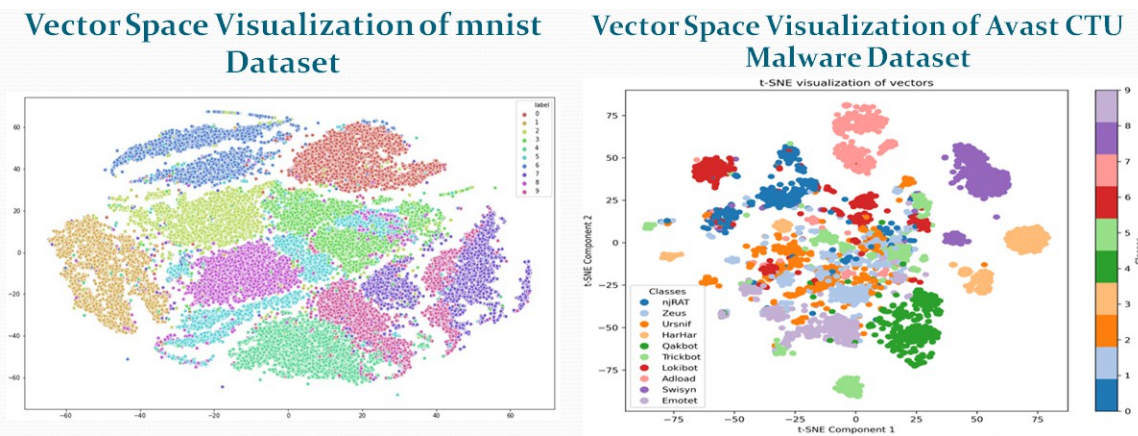 Vector Space Visualization of mnist
Dataset
60
40
20
0
−20
−40
−60
−60
−40
−20
0
20
40
60
label
0
1
2
3
4
5
6
7
8
9
Vector Space Visualization of Avast CTU
Malware Dataset
t-SNE visualization of vectors
t-SNE Component 2
75
50
25
0
−25
−50
−75
−75
−50
−25
0
25
50
75
t-SNE Component 1
Classes
njRAT
Zeus
Ursnif
HarHar
Qakbot
Trickbot
Lokibot
Adload
Swisyn
Emotet
9
8
7
6
5
4
3
2
1
0